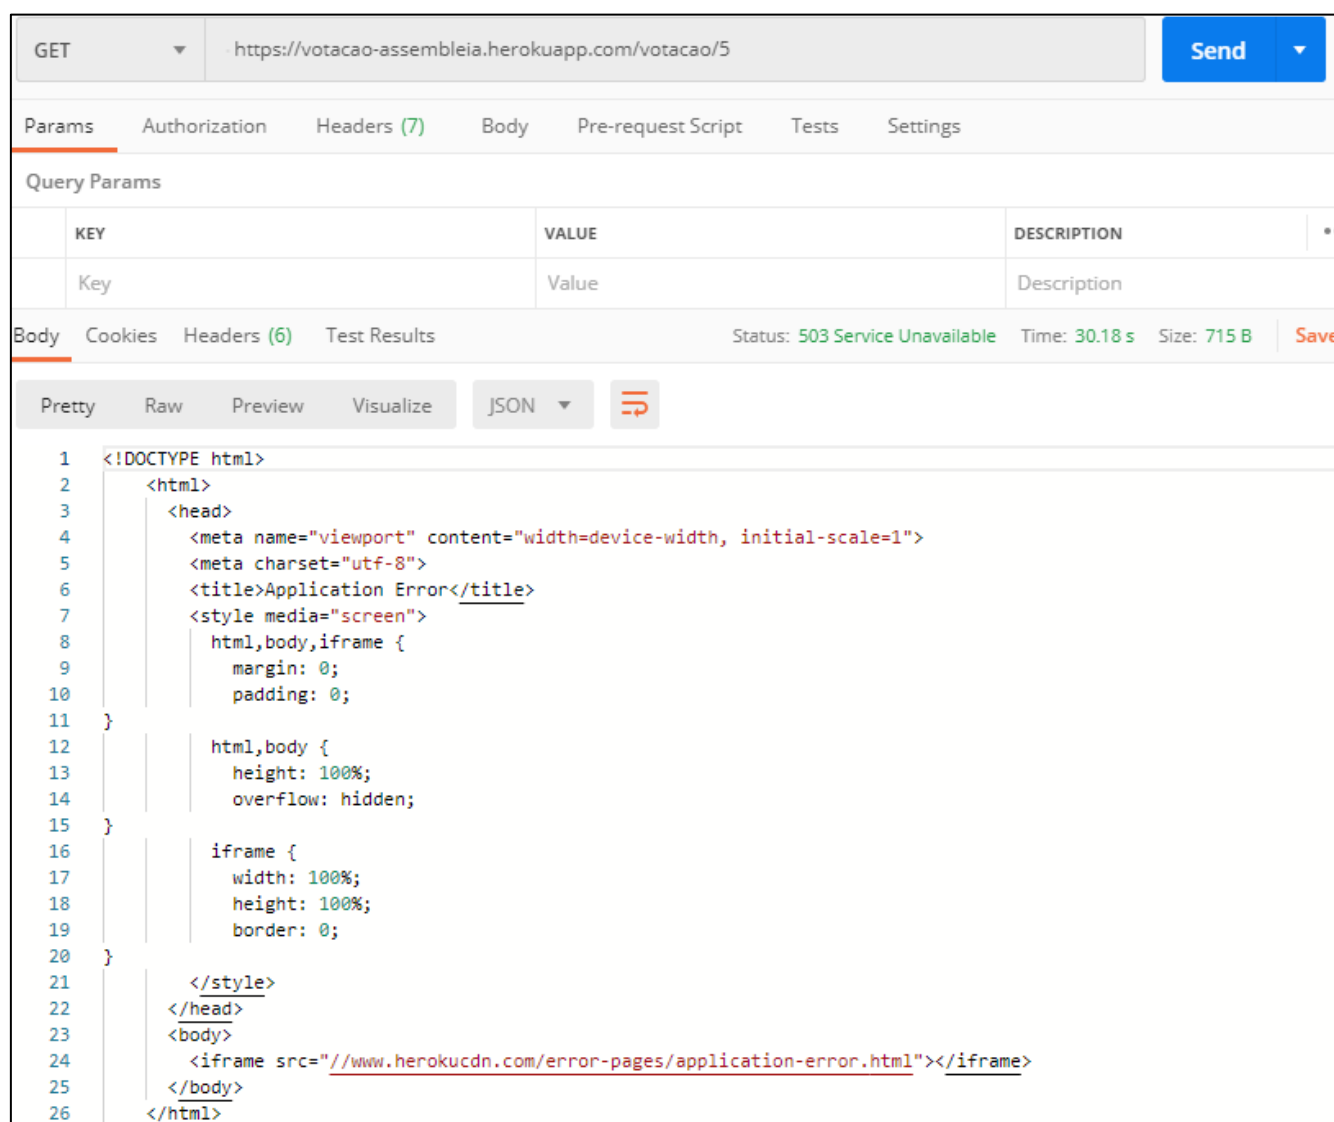 GET https://votacao-assembleia.herokuapp.com/votacao/5 Send
Params Authorization Headers (7) Body Pre-request Script Tests Settings
Query Params
KEY VALUE DESCRIPTION
Key Value Description
Body Cookies Headers (6) Test Results Status: 503 Service Unavailable Time: 30.18 s Size: 715 B Save
Pretty Raw Preview Visualize JSON
1 <!DOCTYPE html>
2 <html>
3 <head>
4 <meta name="viewport" content="width=device-width, initial-scale=1">
5 <meta charset="utf-8">
6 <title>Application Error</title>
7 <style media="screen">
8 html,body,iframe {
9 margin: 0;
10 padding: 0;
11 }
12 html,body {
13 height: 100%;
14 overflow: hidden;
15 }
16 iframe {
17 width: 100%;
18 height: 100%;
19 border: 0;
20 }
21 </style>
22 </head>
23 <body>
24 <iframe src="//www.herokucdn.com/error-pages/application-error.html"></iframe>
25 </body>
26 </html>